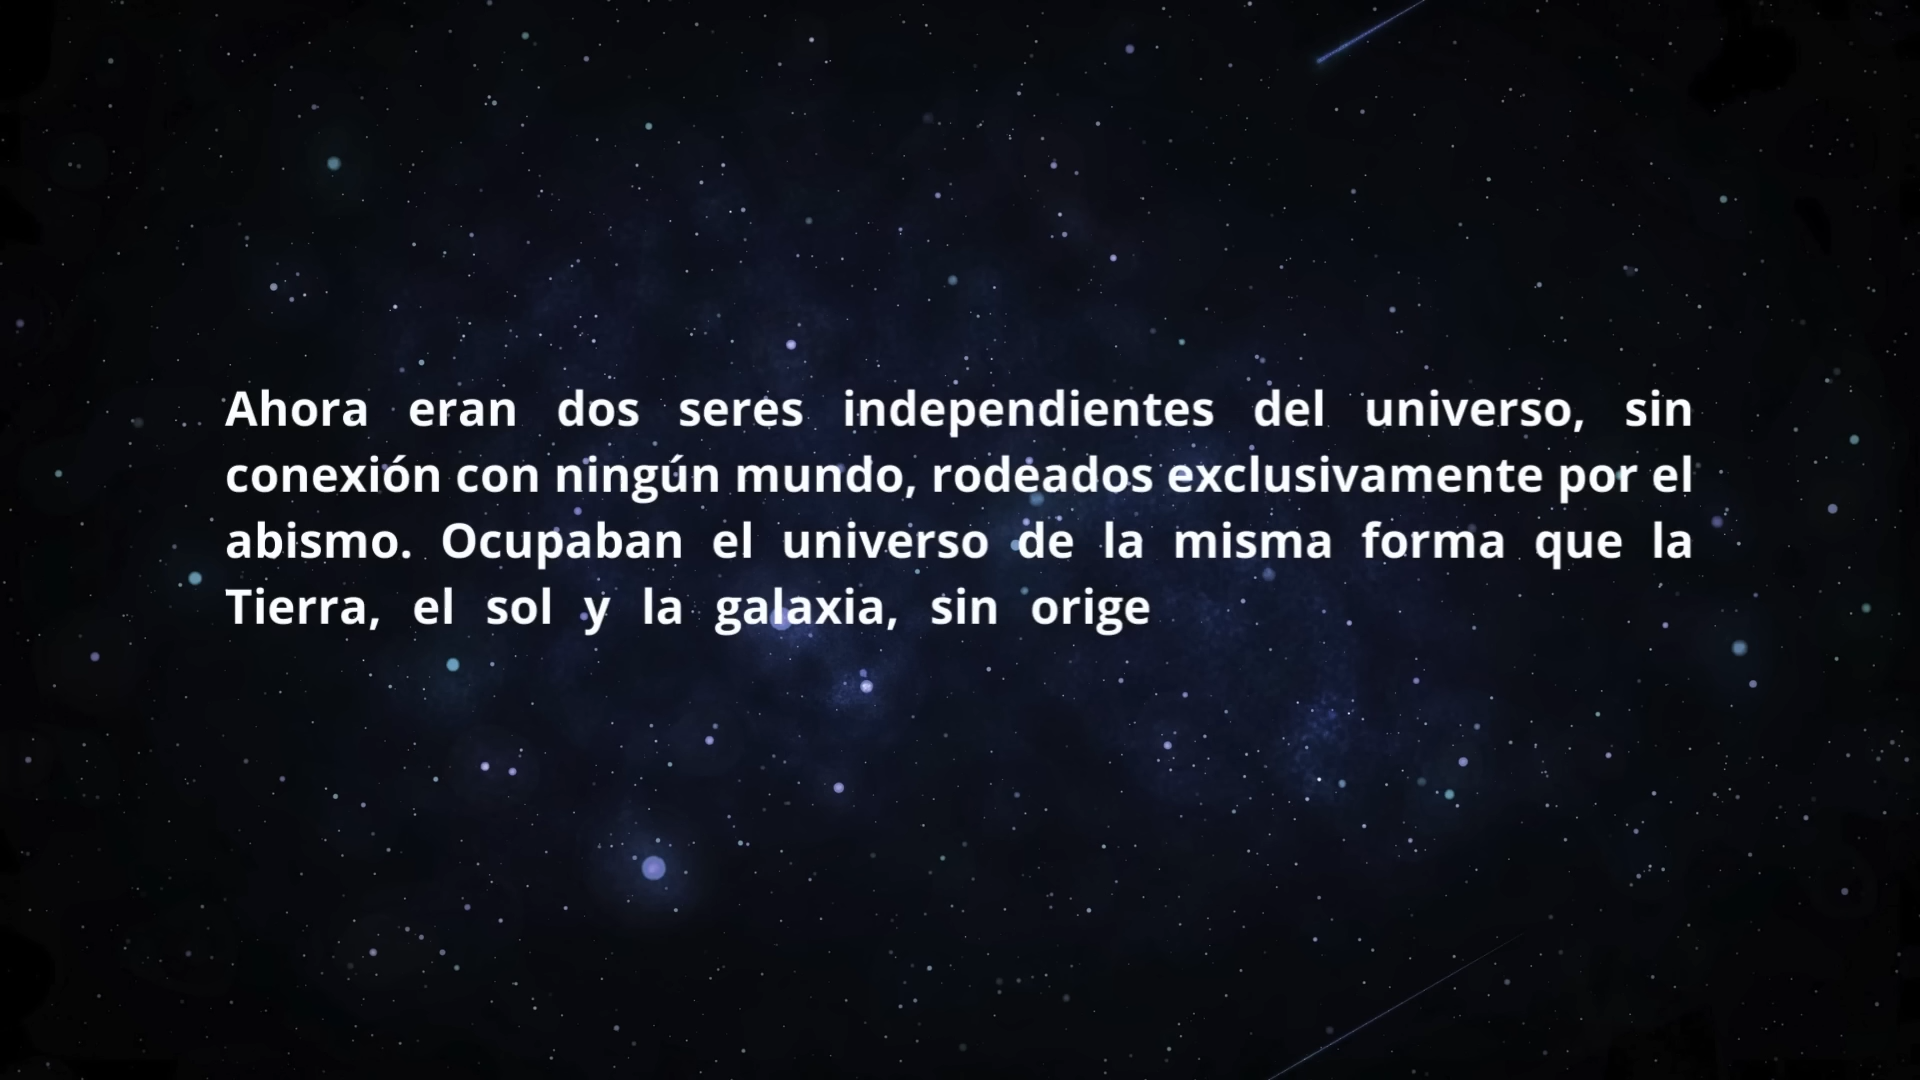 Ahora eran dos seres independientes del universo, sin
conexión con ningún mundo, rodeados exclusivamente por el
abismo. Ocupaban el universo de la misma forma que la
Tierra, el sol y la galaxia, sin orige